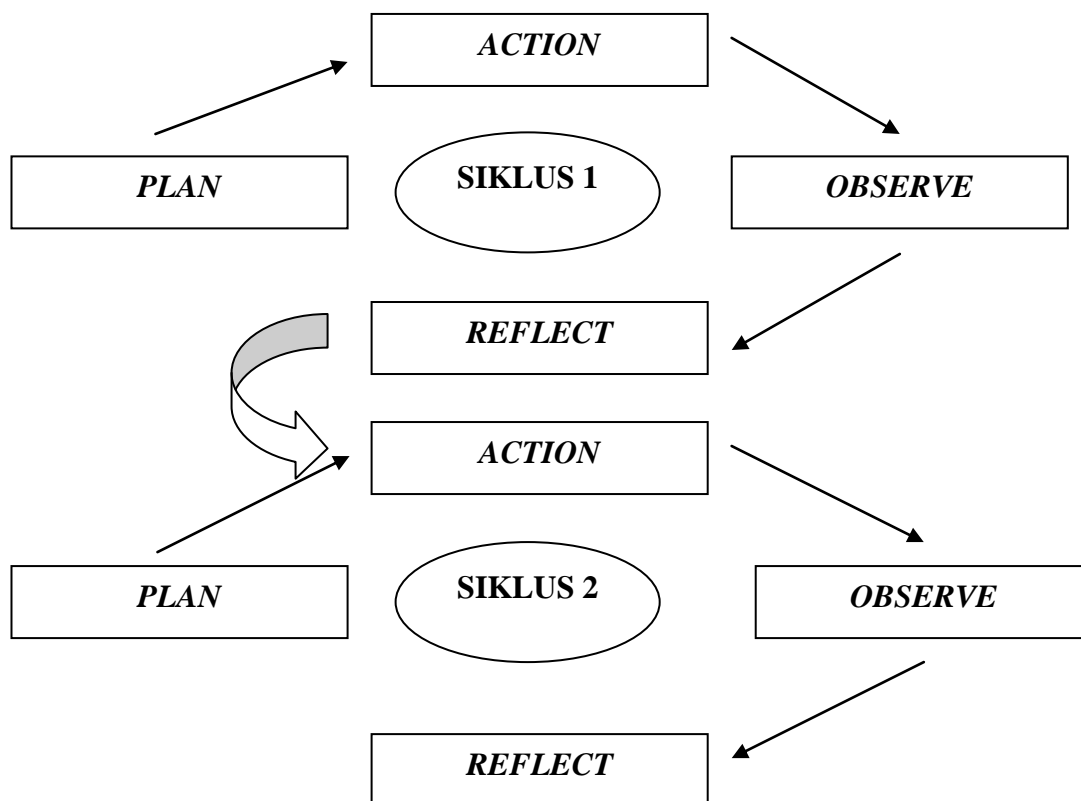 ACTION
PLAN
SIKLUS 1
OBSERVE
REFLECT
ACTION
PLAN
SIKLUS 2
OBSERVE
REFLECT